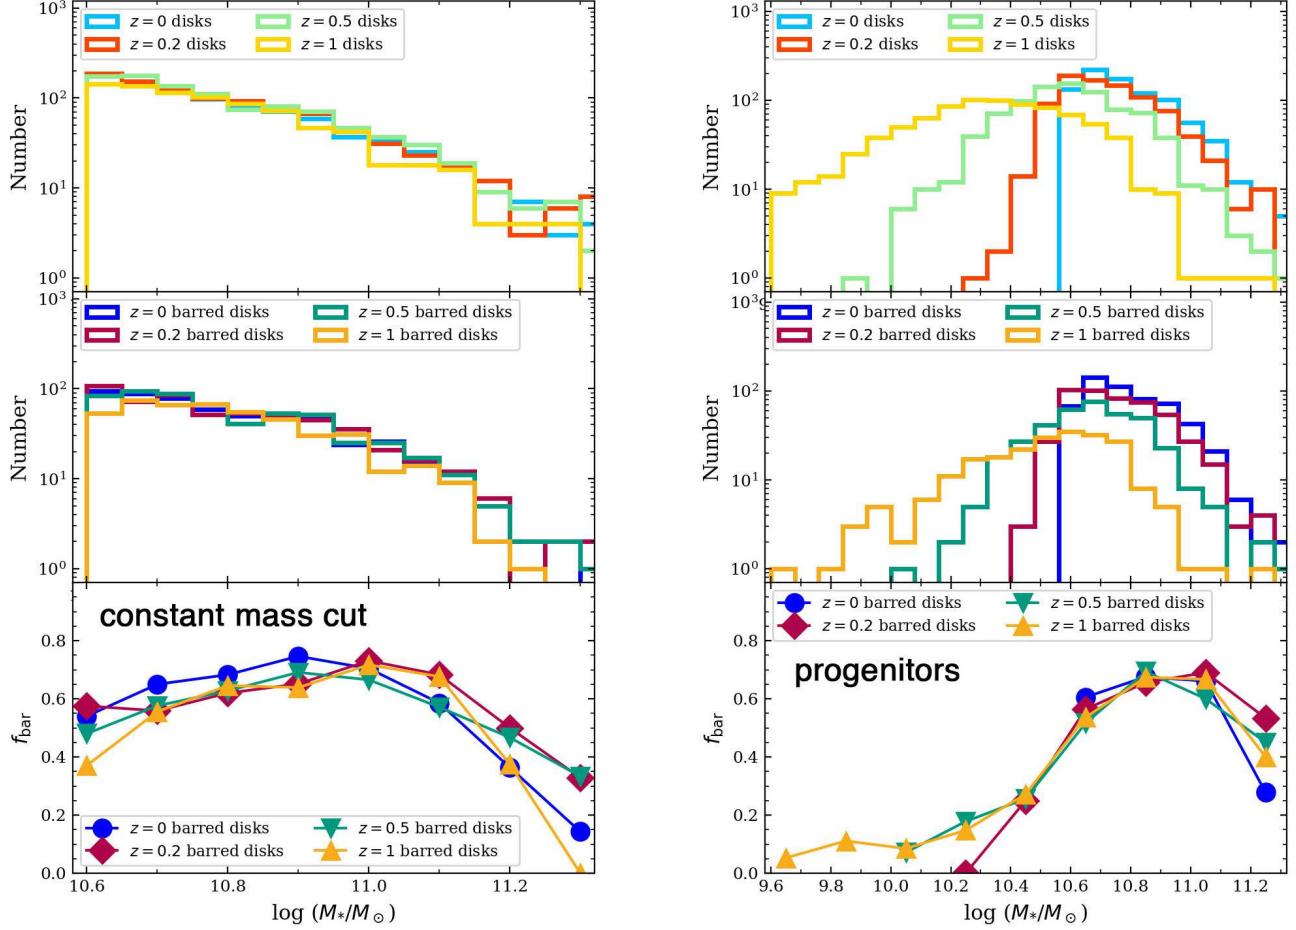 10³
10²
10¹
10⁰
Number
z = 0 disks
z = 0.2 disks
z = 0.5 disks
z = 1 disks
10³
10²
10¹
10⁰
Number
z = 0 disks
z = 0.2 disks
z = 0.5 disks
z = 1 disks
10³
10²
10¹
10⁰
Number
z = 0 barred disks
z = 0.2 barred disks
z = 0.5 barred disks
z = 1 barred disks
10³
10²
10¹
10⁰
Number
z = 0 barred disks
z = 0.2 barred disks
z = 0.5 barred disks
z = 1 barred disks
constant mass cut
0.8
0.6
0.4
0.2
0.0
f_bar
z = 0 barred disks
z = 0.2 barred disks
z = 0.5 barred disks
z = 1 barred disks
10.6 10.8 11.0 11.2
log (M_*/M_⊙)
z = 0 barred disks
z = 0.2 barred disks
z = 0.5 barred disks
z = 1 barred disks
progenitors
0.8
0.6
0.4
0.2
0.0
f_bar
9.6 9.8 10.0 10.2 10.4 10.6 10.8 11.0 11.2
log (M_*/M_⊙)